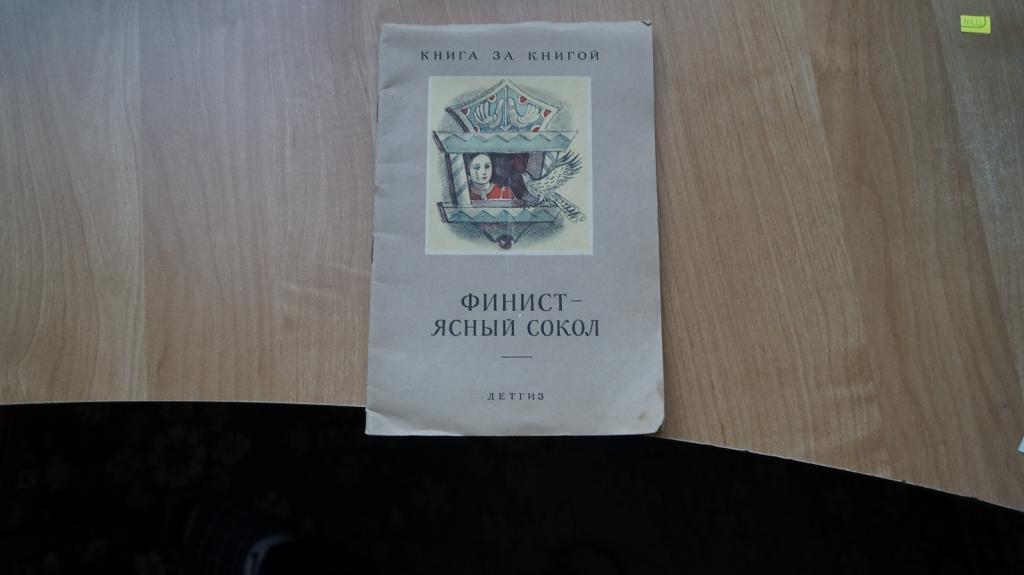 КНИГА ЗА КНИГОЙ
ФИНИСТ–
ЯСНЫЙ СОКОЛ
ДЕТГИЗ